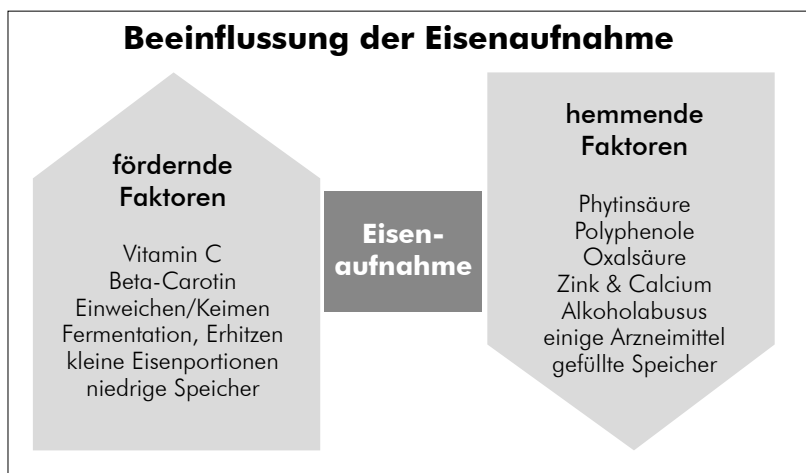 Beeinflussung der Eisenaufnahme
fördernde
Faktoren
Vitamin C
Beta-Carotin
Einweichen/Keimen
Fermentation, Erhitzen
kleine Eisenportionen
niedrige Speicher
Eisen-
aufnahme
hemmende
Faktoren
Phytinsäure
Polyphenole
Oxalsäure
Zink & Calcium
Alkoholabusus
einige Arzneimittel
gefüllte Speicher